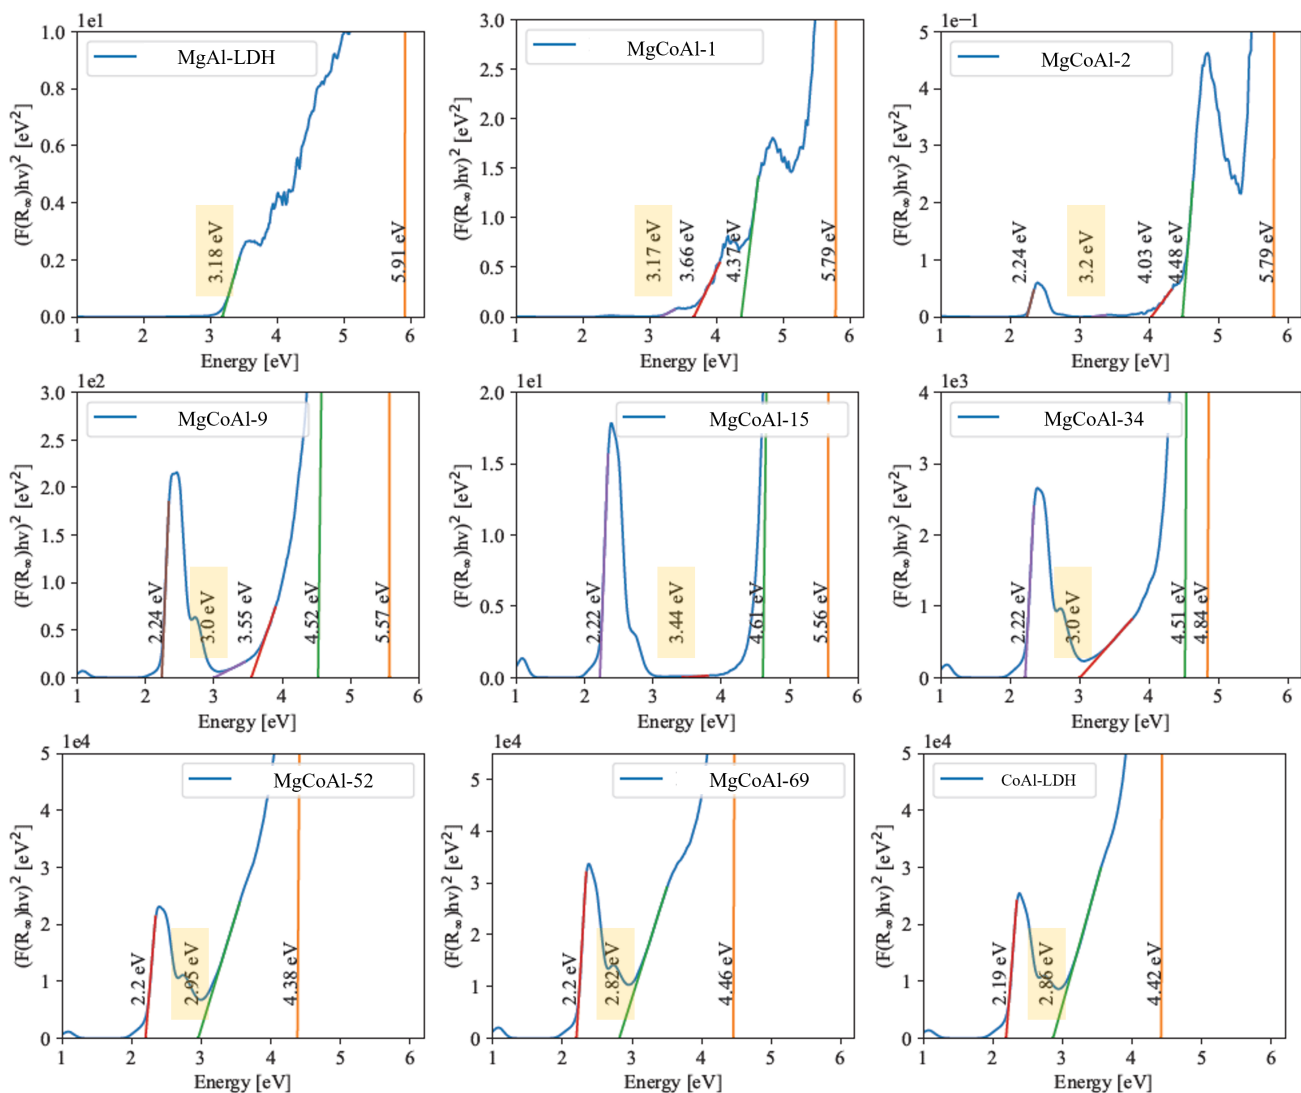 1e1
MgAl-LDH
(F(R∞)hv)² [eV²]
1.0
0.8
0.6
0.4
0.2
0.0
3.18 eV
5.91 eV
1 2 3 4 5 6
Energy [eV]
MgCoAl-1
(F(R∞)hv)² [eV²]
3.0
2.5
2.0
1.5
1.0
0.5
0.0
3.17 eV
3.66 eV
4.37 eV
5.79 eV
1 2 3 4 5 6
Energy [eV]
1e−1
MgCoAl-2
(F(R∞)hv)² [eV²]
5
4
3
2
1
0
2.24 eV
3.2 eV
4.03 eV
4.48 eV
5.79 eV
1 2 3 4 5 6
Energy [eV]
1e2
MgCoAl-9
(F(R∞)hv)² [eV²]
3.0
2.5
2.0
1.5
1.0
0.5
0.0
2.24 eV
3.0 eV
3.55 eV
4.52 eV
5.57 eV
1 2 3 4 5 6
Energy [eV]
1e1
MgCoAl-15
(F(R∞)hv)² [eV²]
2.0
1.5
1.0
0.5
0.0
2.22 eV
3.44 eV
4.61 eV
5.56 eV
1 2 3 4 5 6
Energy [eV]
1e3
MgCoAl-34
(F(R∞)hv)² [eV²]
4
3
2
1
0
2.22 eV
3.0 eV
4.51 eV
4.84 eV
1 2 3 4 5 6
Energy [eV]
1e4
MgCoAl-52
(F(R∞)hv)² [eV²]
5
4
3
2
1
0
2.2 eV
2.95 eV
4.38 eV
1 2 3 4 5 6
Energy [eV]
1e4
MgCoAl-69
(F(R∞)hv)² [eV²]
5
4
3
2
1
0
2.2 eV
2.82 eV
4.46 eV
1 2 3 4 5 6
Energy [eV]
1e4
CoAl-LDH
(F(R∞)hv)² [eV²]
5
4
3
2
1
0
2.19 eV
2.86 eV
4.42 eV
1 2 3 4 5 6
Energy [eV]